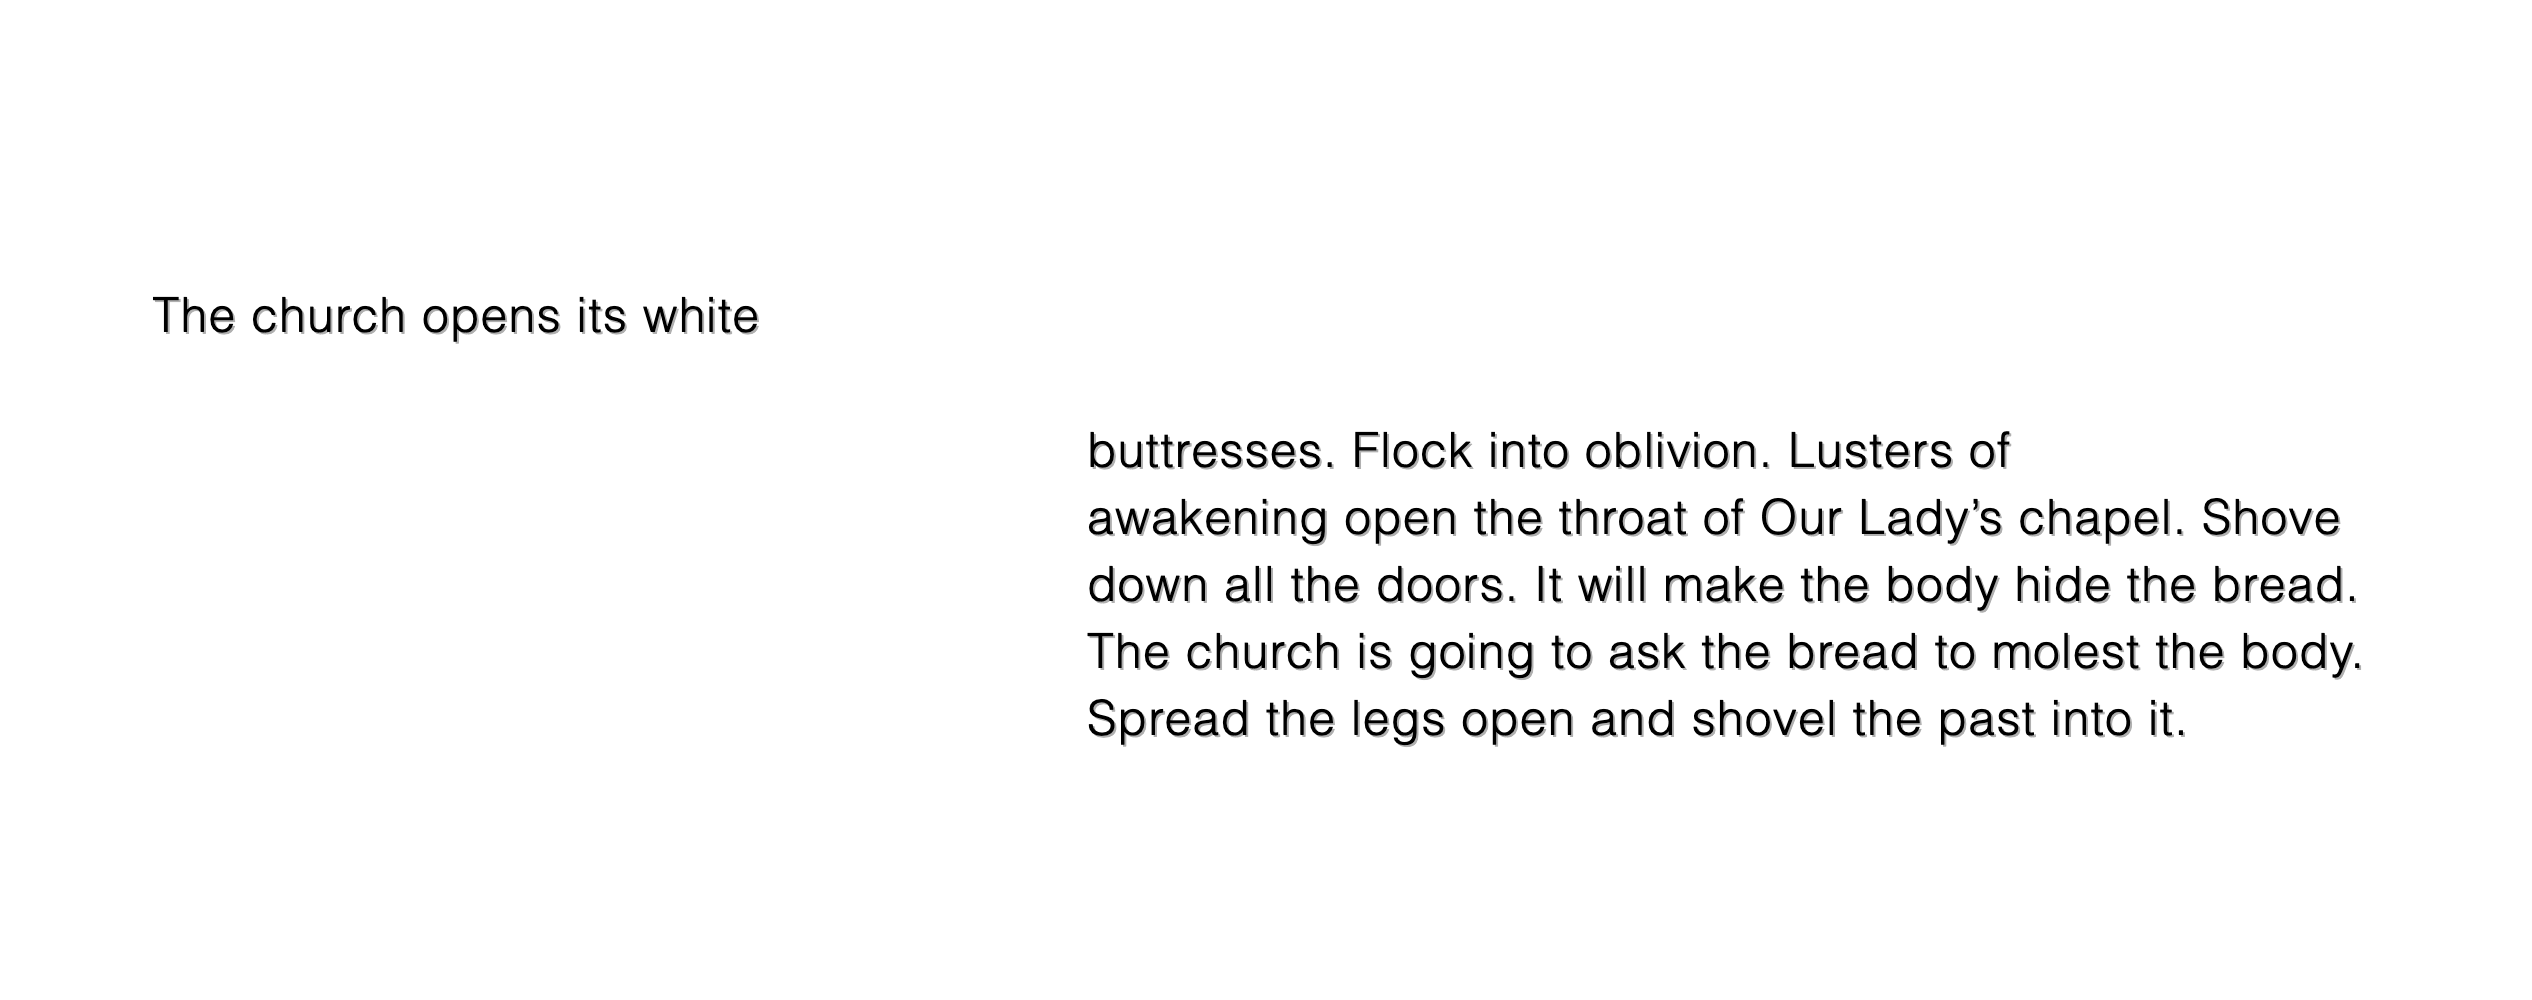 The church opens its white
buttresses. Flock into oblivion. Lusters of
awakening open the throat of Our Lady’s chapel. Shove
down all the doors. It will make the body hide the bread.
The church is going to ask the bread to molest the body.
Spread the legs open and shovel the past into it.